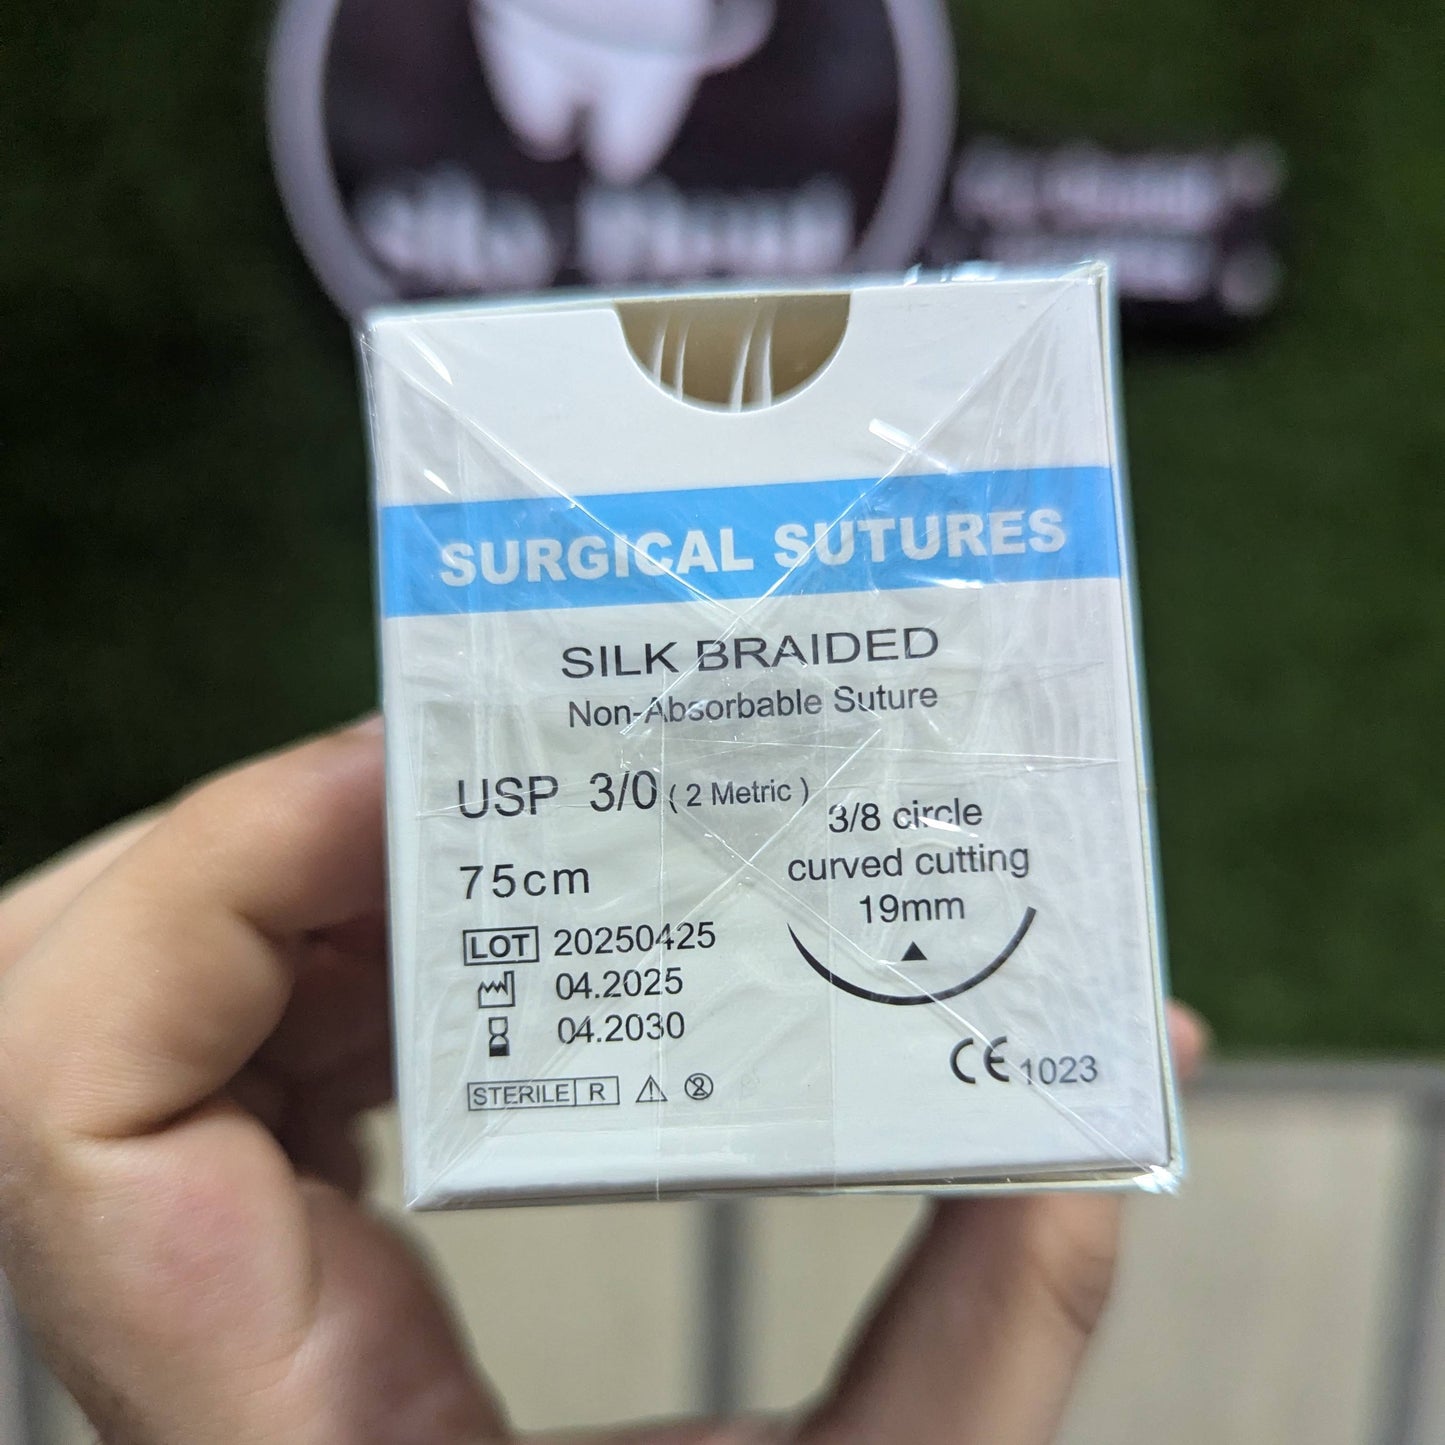 SURGICAL SUTURES
SILK BRAIDED
Non-Absorbable Suture
USP 3/0 ( 2 Metric )
3/8 circle
curved cutting
19mm
75cm
LOT 20250425
04.2025
04.2030
STERILE R
CE 1023